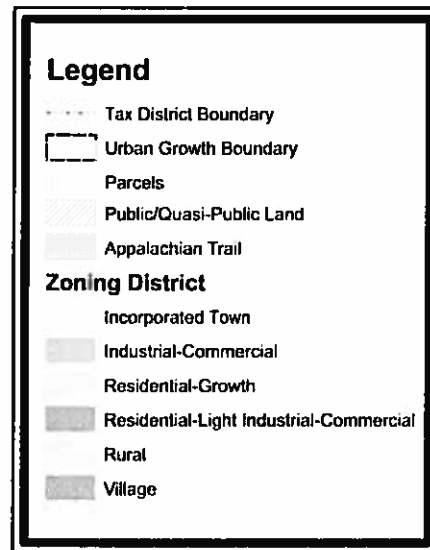 Legend
Tax District Boundary
Urban Growth Boundary
Parcels
Public/Quasi-Public Land
Appalachian Trail
Zoning District
Incorporated Town
Industrial-Commercial
Residential-Growth
Residential-Light Industrial-Commercial
Rural
Village